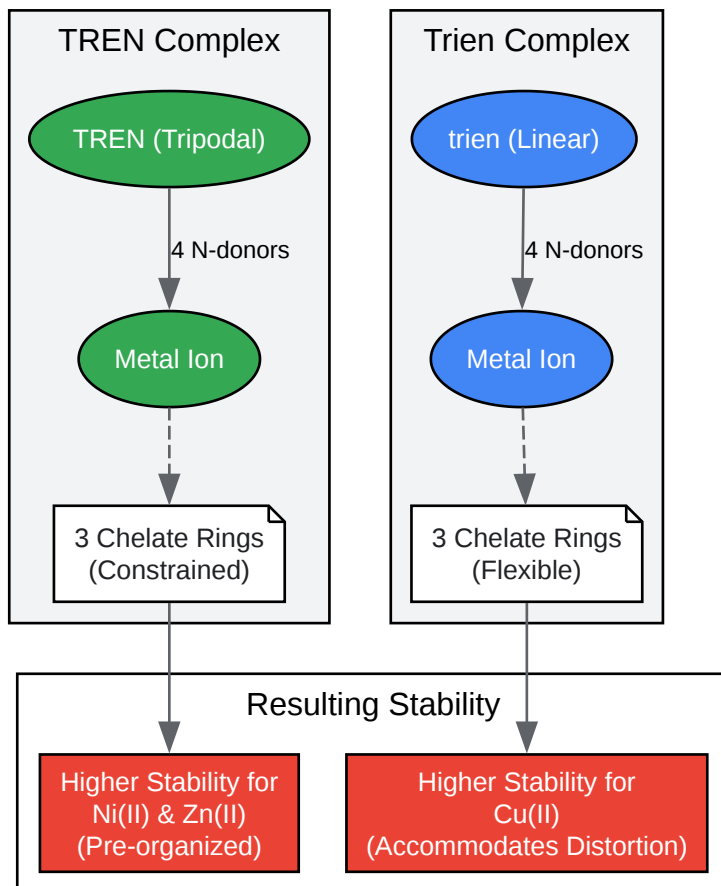 TREN Complex
TREN (Tripodal)
4 N-donors
Metal Ion
3 Chelate Rings
(Constrained)
Trien Complex
trien (Linear)
4 N-donors
Metal Ion
3 Chelate Rings
(Flexible)
Resulting Stability
Higher Stability for
Ni(II) & Zn(II)
(Pre-organized)
Higher Stability for
Cu(II)
(Accommodates Distortion)